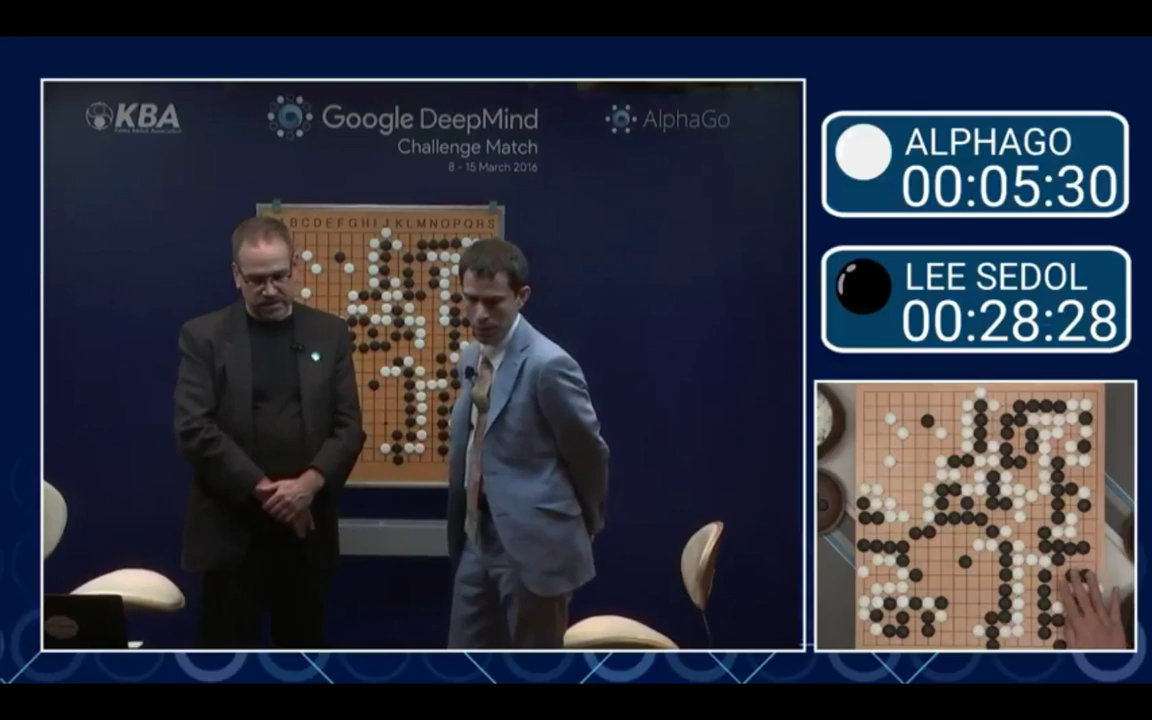 KBA
Google DeepMind
Challenge Match
8 - 15 March 2016
AlphaGo
ALPHAGO
00:05:30
LEE SEDOL
00:28:28